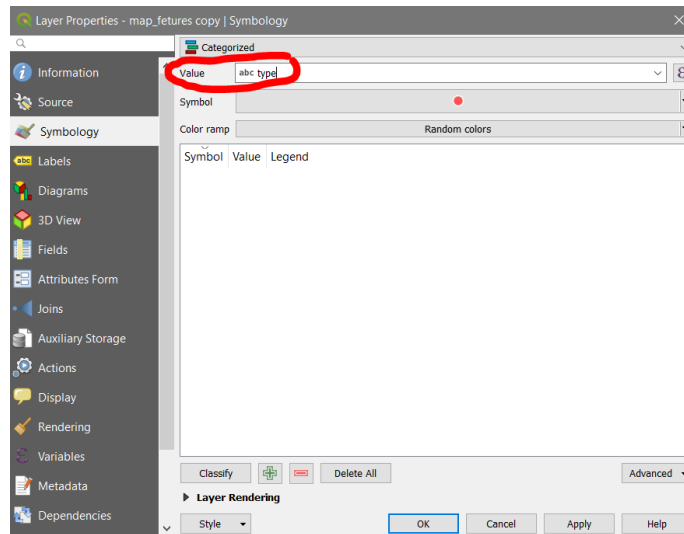 Layer Properties - map_fetures copy | Symbology
Categorized
Information
Value abc type
Source
Symbol
Symbology
Color ramp Random colors
abc Labels
Symbol Value Legend
Diagrams
3D View
Fields
Attributes Form
Joins
Auxiliary Storage
Actions
Display
Rendering
ε Variables
Classify Delete All Advanced
Metadata
Layer Rendering
Dependencies
Style OK Cancel Apply Help